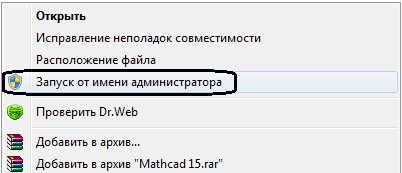 Открыть
Исправление неполадок совместимости
Расположение файла
Запуск от имени администратора
Проверить Dr.Web
Добавить в архив...
Добавить в архив "Mathcad 15.rar"